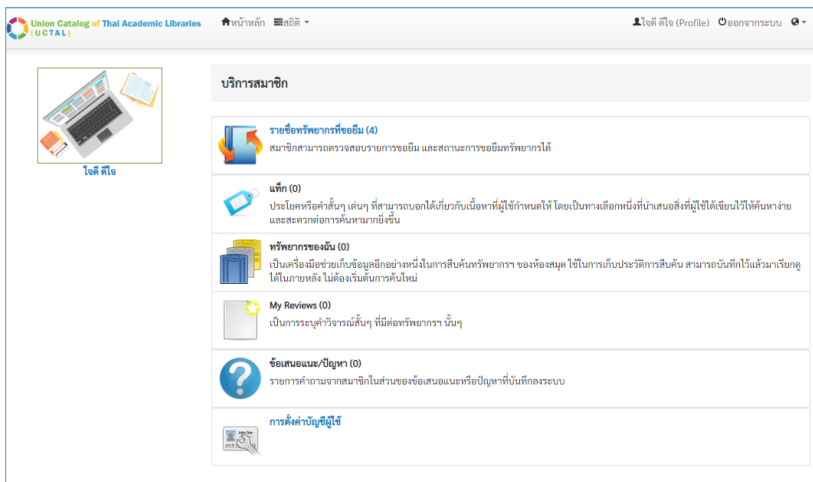 Union Catalog of Thai Academic Libraries
(UCTAL)
หน้าหลัก สถิติ
ใจดี ดีใจ (Profile) ออกจากระบบ
ใจดี ดีใจ
บริการสมาชิก
รายชื่อทรัพยากรที่ขอยืม (4)
สมาชิกสามารถตรวจสอบรายการขอยืม และสถานะการขอยืมทรัพยากรได้
แท็ก (0)
ประโยคหรือคำสั้นๆ เด่นๆ ที่สามารถบอกได้เกี่ยวกับเนื้อหาที่ผู้ใช้กำหนดให้ โดยเป็นทางเลือกหนึ่งที่นำเสนอสิ่งที่ผู้ใช้ได้เขียนไว้ให้ค้นหาง่าย
และสะดวกต่อการค้นหามากยิ่งขึ้น
ทรัพยากรของฉัน (0)
เป็นเครื่องมือช่วยเก็บข้อมูลอีกอย่างหนึ่งในการสืบค้นทรัพยากรฯ ของห้องสมุด ใช้ในการเก็บประวัติการสืบค้น สามารถบันทึกไว้แล้วมาเรียกดู
ได้ในภายหลัง ไม่ต้องเริ่มต้นการค้นใหม่
My Reviews (0)
เป็นการระบุคำวิจารณ์สั้นๆ ที่มีต่อทรัพยากรฯ นั้นๆ
ข้อเสนอแนะ/ปัญหา (0)
รายการคำถามจากสมาชิกในส่วนของข้อเสนอแนะหรือปัญหาที่บันทึกลงระบบ
การตั้งค่าบัญชีผู้ใช้